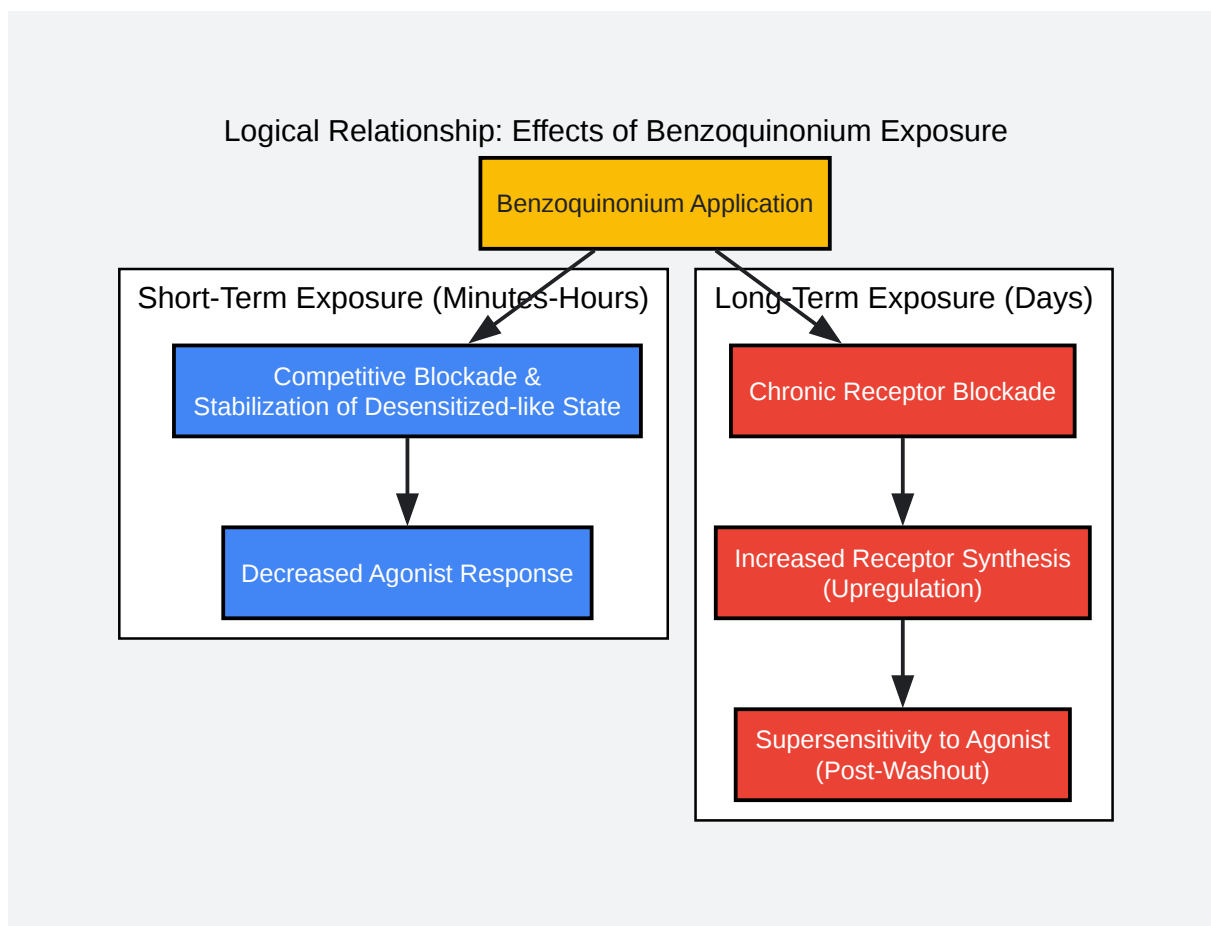 Logical Relationship: Effects of Benzoquinonium Exposure
Benzoquinonium Application
Short-Term Exposure (Minutes-Hours)
Competitive Blockade &
Stabilization of Desensitized-like State
Decreased Agonist Response
Long-Term Exposure (Days)
Chronic Receptor Blockade
Increased Receptor Synthesis
(Upregulation)
Supersensitivity to Agonist
(Post-Washout)